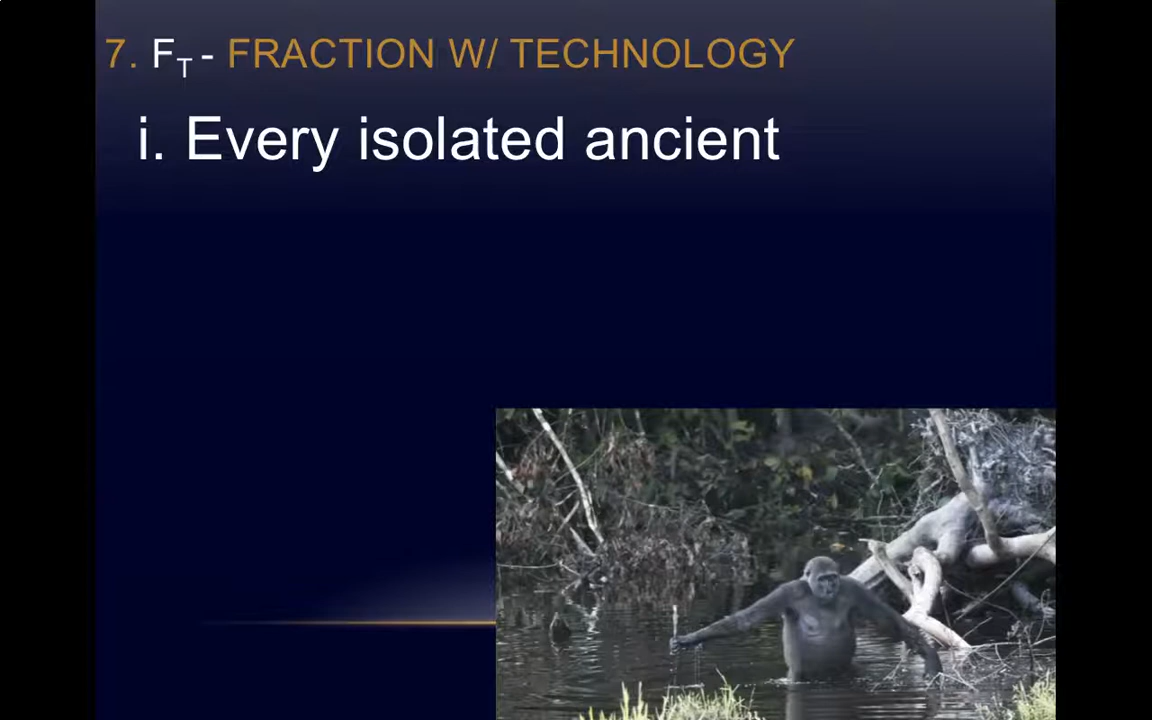 7. FT - FRACTION W/ TECHNOLOGY
i. Every isolated ancient